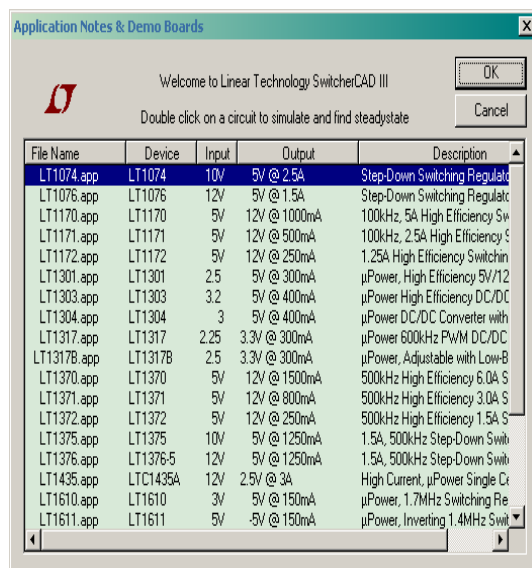 Application Notes & Demo Boards
Welcome to Linear Technology SwitcherCAD III
OK
Double click on a circuit to simulate and find steadystate
Cancel
File Name Device Input Output Description
LT1074.app LT1074 10V 5V @ 2.5A Step-Down Switching Regulato
LT1076.app LT1076 12V 5V @ 1.5A Step-Down Switching Regulato
LT1170.app LT1170 5V 12V @ 1000mA 100kHz, 5A High Efficiency Sw
LT1171.app LT1171 5V 12V @ 500mA 100kHz, 2.5A High Efficiency S
LT1172.app LT1172 5V 12V @ 250mA 1.25A High Efficiency Switchin
LT1301.app LT1301 2.5 5V @ 300mA µPower, High Efficiency 5V/12
LT1303.app LT1303 3.2 5V @ 400mA µPower High Efficiency DC/DC
LT1304.app LT1304 3 5V @ 400mA µPower DC/DC Converter with
LT1317.app LT1317 2.25 3.3V @ 300mA µPower 600kHz PWM DC/DC
LT1317B.app LT1317B 2.5 3.3V @ 300mA µPower, Adjustable with Low-B
LT1370.app LT1370 5V 12V @ 1500mA 500kHz High Efficiency 6.0A S
LT1371.app LT1371 5V 12V @ 800mA 500kHz High Efficiency 3.0A S
LT1372.app LT1372 5V 12V @ 250mA 500kHz High Efficiency 1.5A S
LT1375.app LT1375 10V 5V @ 1250mA 1.5A, 500kHz Step-Down Switc
LT1376.app LT1376-5 12V 5V @ 1250mA 1.5A, 500kHz Step-Down Switc
LT1435.app LTC1435A 12V 2.5V @ 3A High Current, µPower Single Ce
LT1610.app LT1610 3V 5V @ 150mA µPower, 1.7MHz Switching Re
LT1611.app LT1611 5V -5V @ 150mA µPower, Inverting 1.4MHz Swit